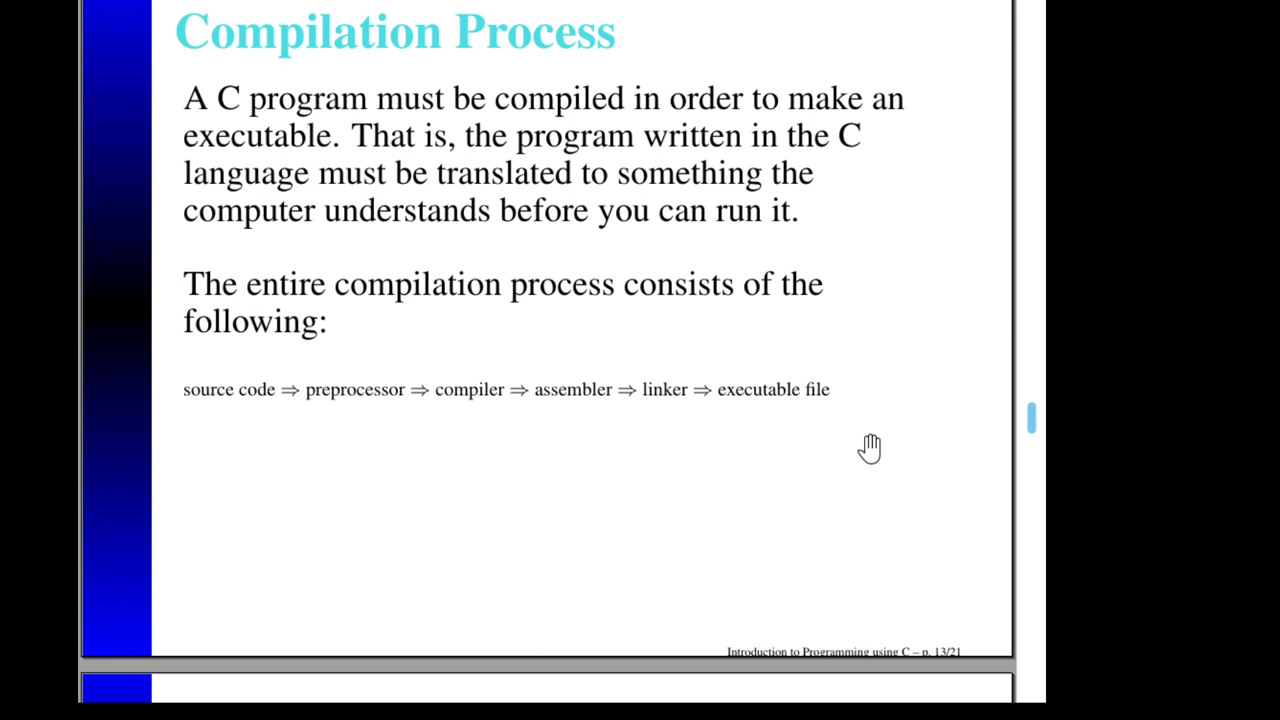 Compilation Process
A C program must be compiled in order to make an
executable. That is, the program written in the C
language must be translated to something the
computer understands before you can run it.
The entire compilation process consists of the
following:
source code ⇒ preprocessor ⇒ compiler ⇒ assembler ⇒ linker ⇒ executable file
Introduction to Programming using C – p. 13/21